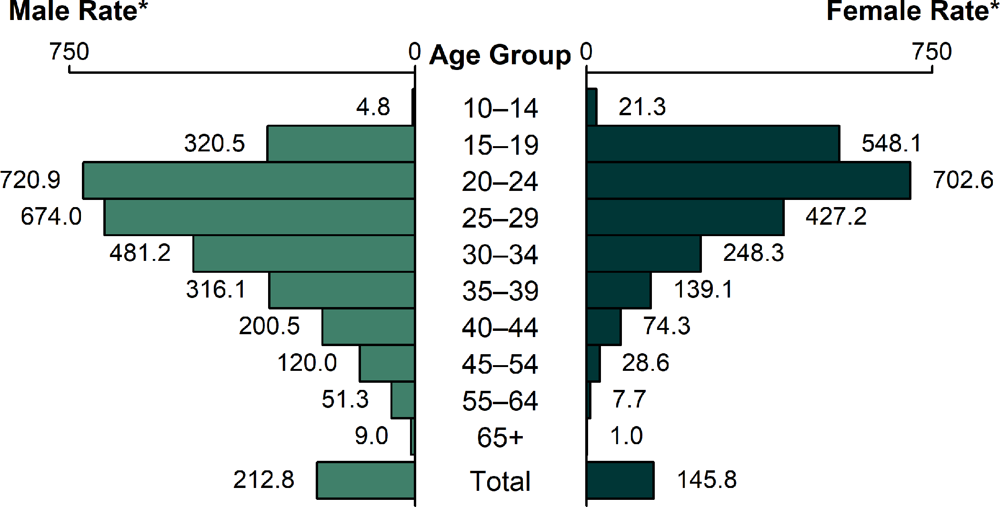 Male Rate* Female Rate*
750 0 Age Group 0 750
4.8 10–14 21.3
320.5 15–19 548.1
720.9 20–24 702.6
674.0 25–29 427.2
481.2 30–34 248.3
316.1 35–39 139.1
200.5 40–44 74.3
120.0 45–54 28.6
51.3 55–64 7.7
9.0 65+ 1.0
212.8 Total 145.8